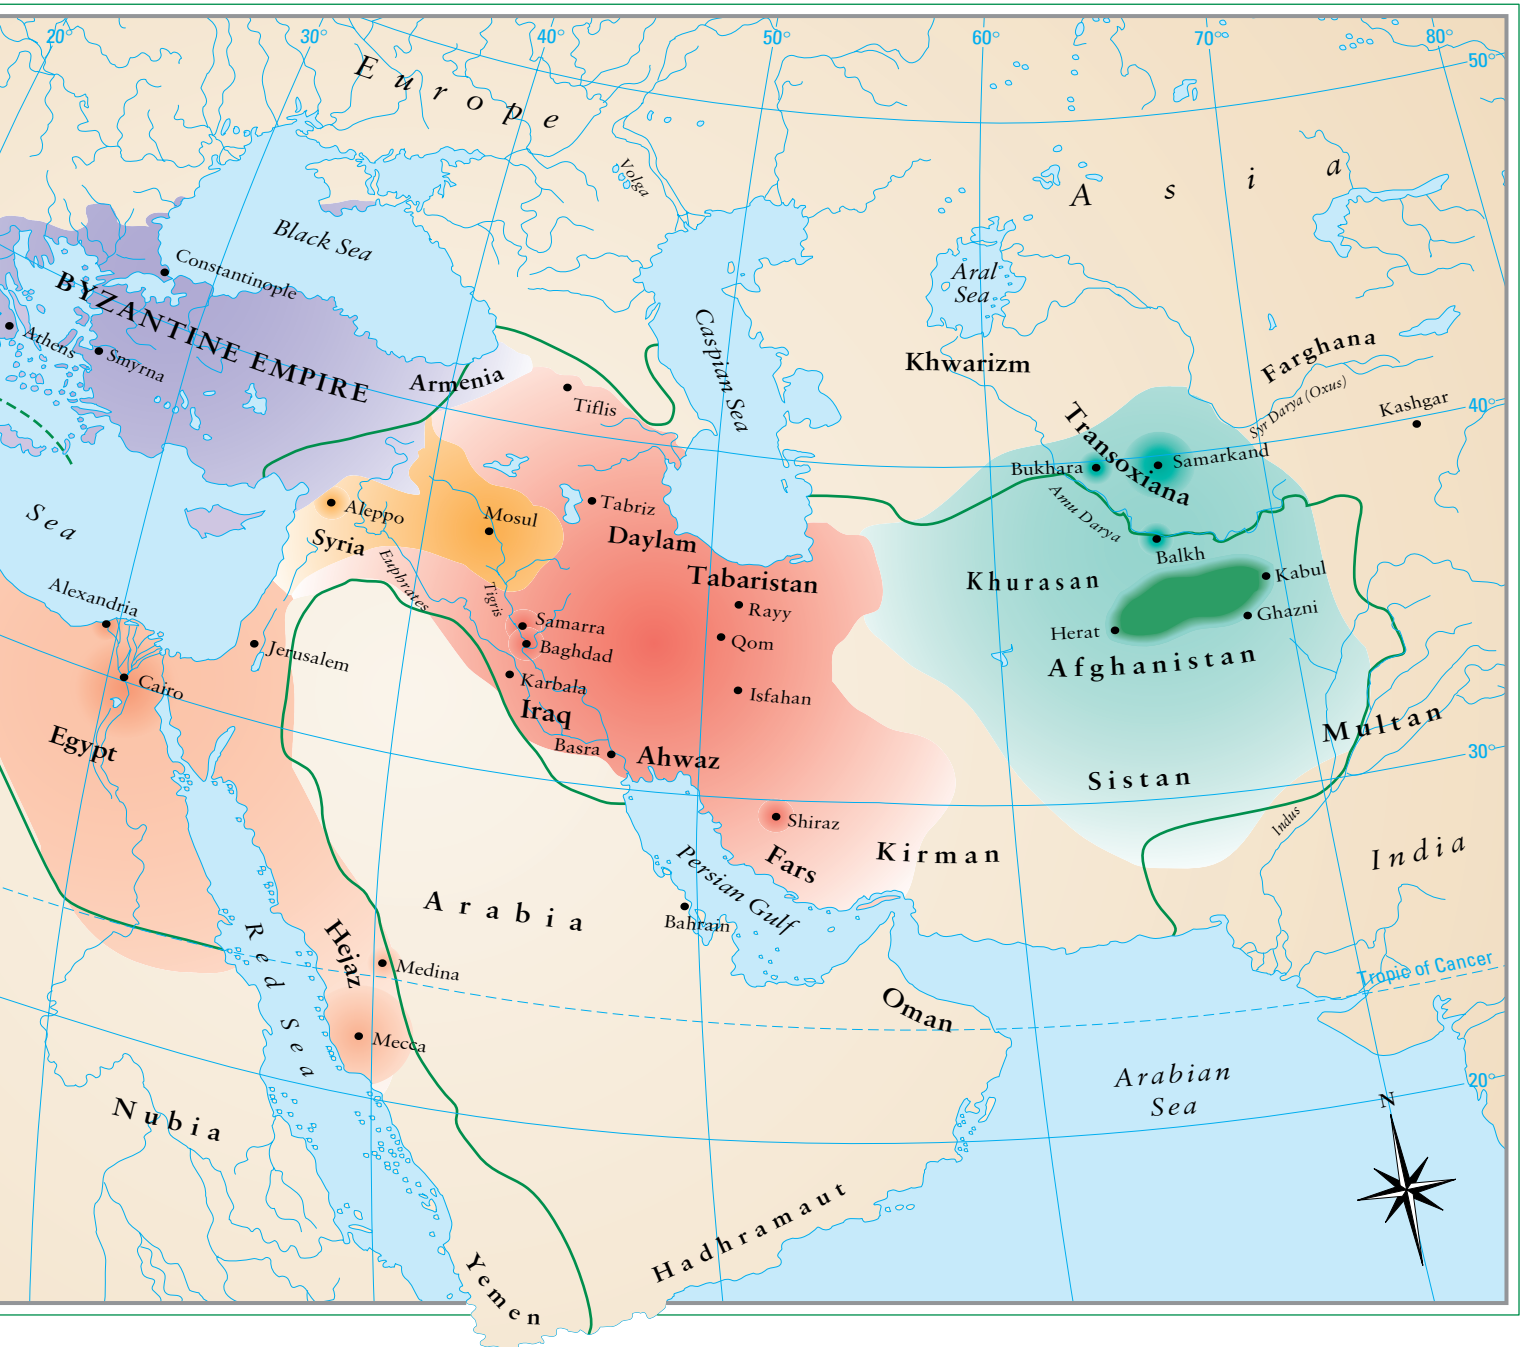 20°
30°
40°
50°
60°
70°°
80°
50°
Europe
Asia
Volga
Black Sea
Constantinople
BYZANTINE EMPIRE
Athens
Smyrna
Armenia
Tiflis
Caspian Sea
Aral
Sea
Khwarizm
Farghana
Syr Darya (Oxus)
Kashgar
40°
Transoxiana
Bukhara
Samarkand
Amu Darya
Balkh
Sea
Aleppo
Syria
Mosul
Tabriz
Daylam
Tabaristan
Rayy
Qom
Khurasan
Kabul
Ghazni
Herat
Afghanistan
Euphrates
Tigris
Alexandria
Jerusalem
Samarra
Baghdad
Karbala
Iraq
Isfahan
Cairo
Egypt
Basra
Ahwaz
Multan
30°
Sistan
Shiraz
Fars
Kirman
Indus
India
Persian Gulf
Bahrain
Arabia
Red Sea
Hejaz
Medina
Mecca
Oman
Tropic of Cancer
Arabian
Sea
20°
N
Nubia
Hadhramaut
Yemen